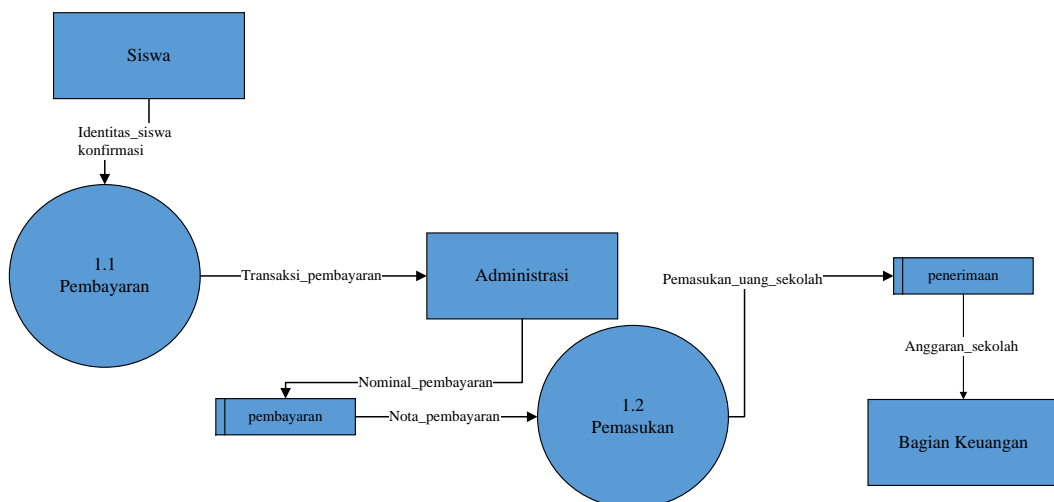 Siswa
Identitas_siswa
konfirmasi
1.1
Pembayaran
Transaksi_pembayaran
Administrasi
Pemasukan_uang_sekolah
penerimaan
Anggaran_sekolah
Nominal_pembayaran
pembayaran
Nota_pembayaran
1.2
Pemasukan
Bagian Keuangan